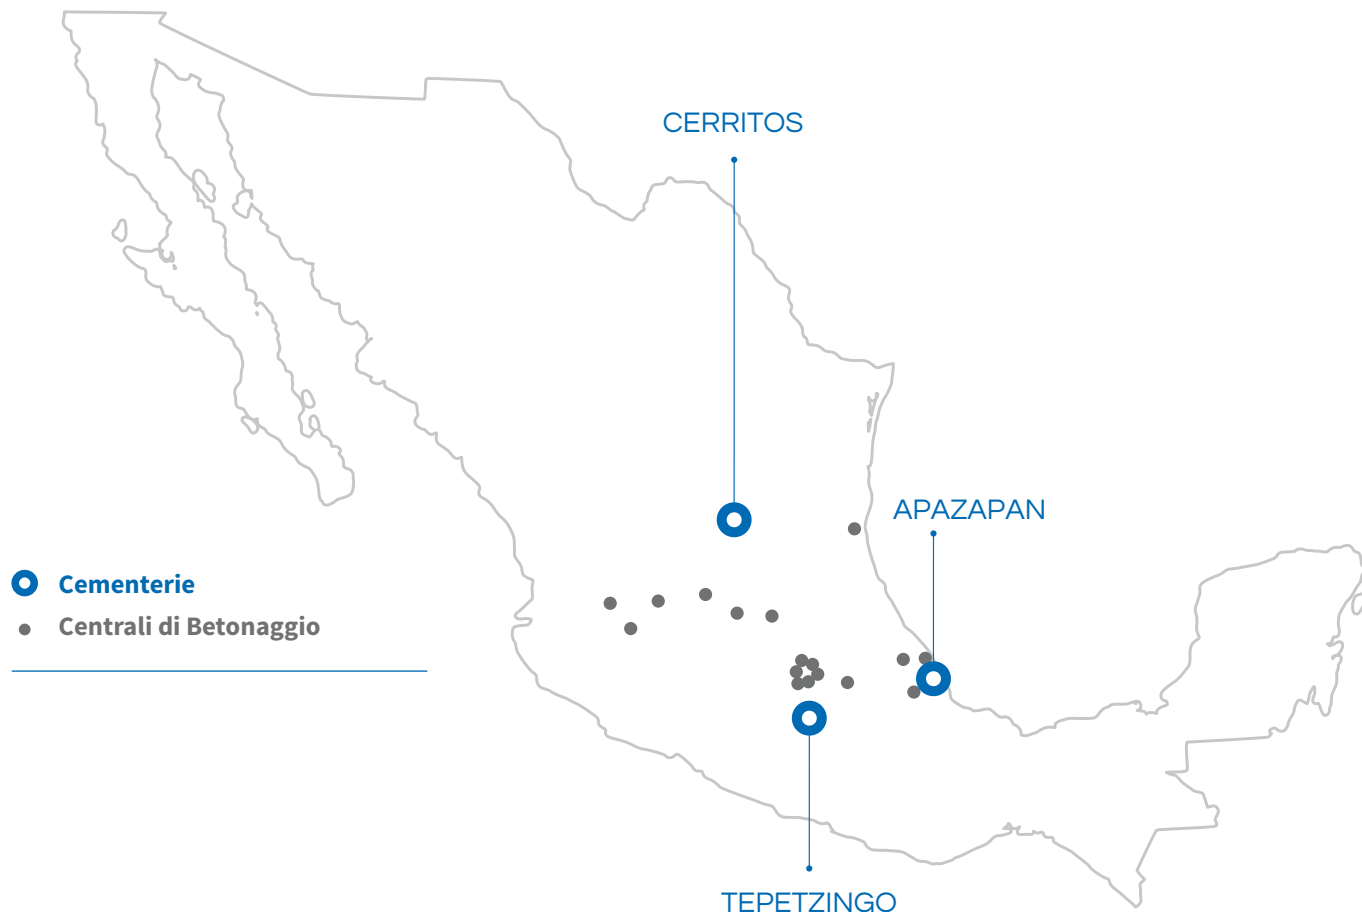 CERRITOS
APAZAPAN
Cementerie
Centrali di Betonaggio
TEPETZINGO